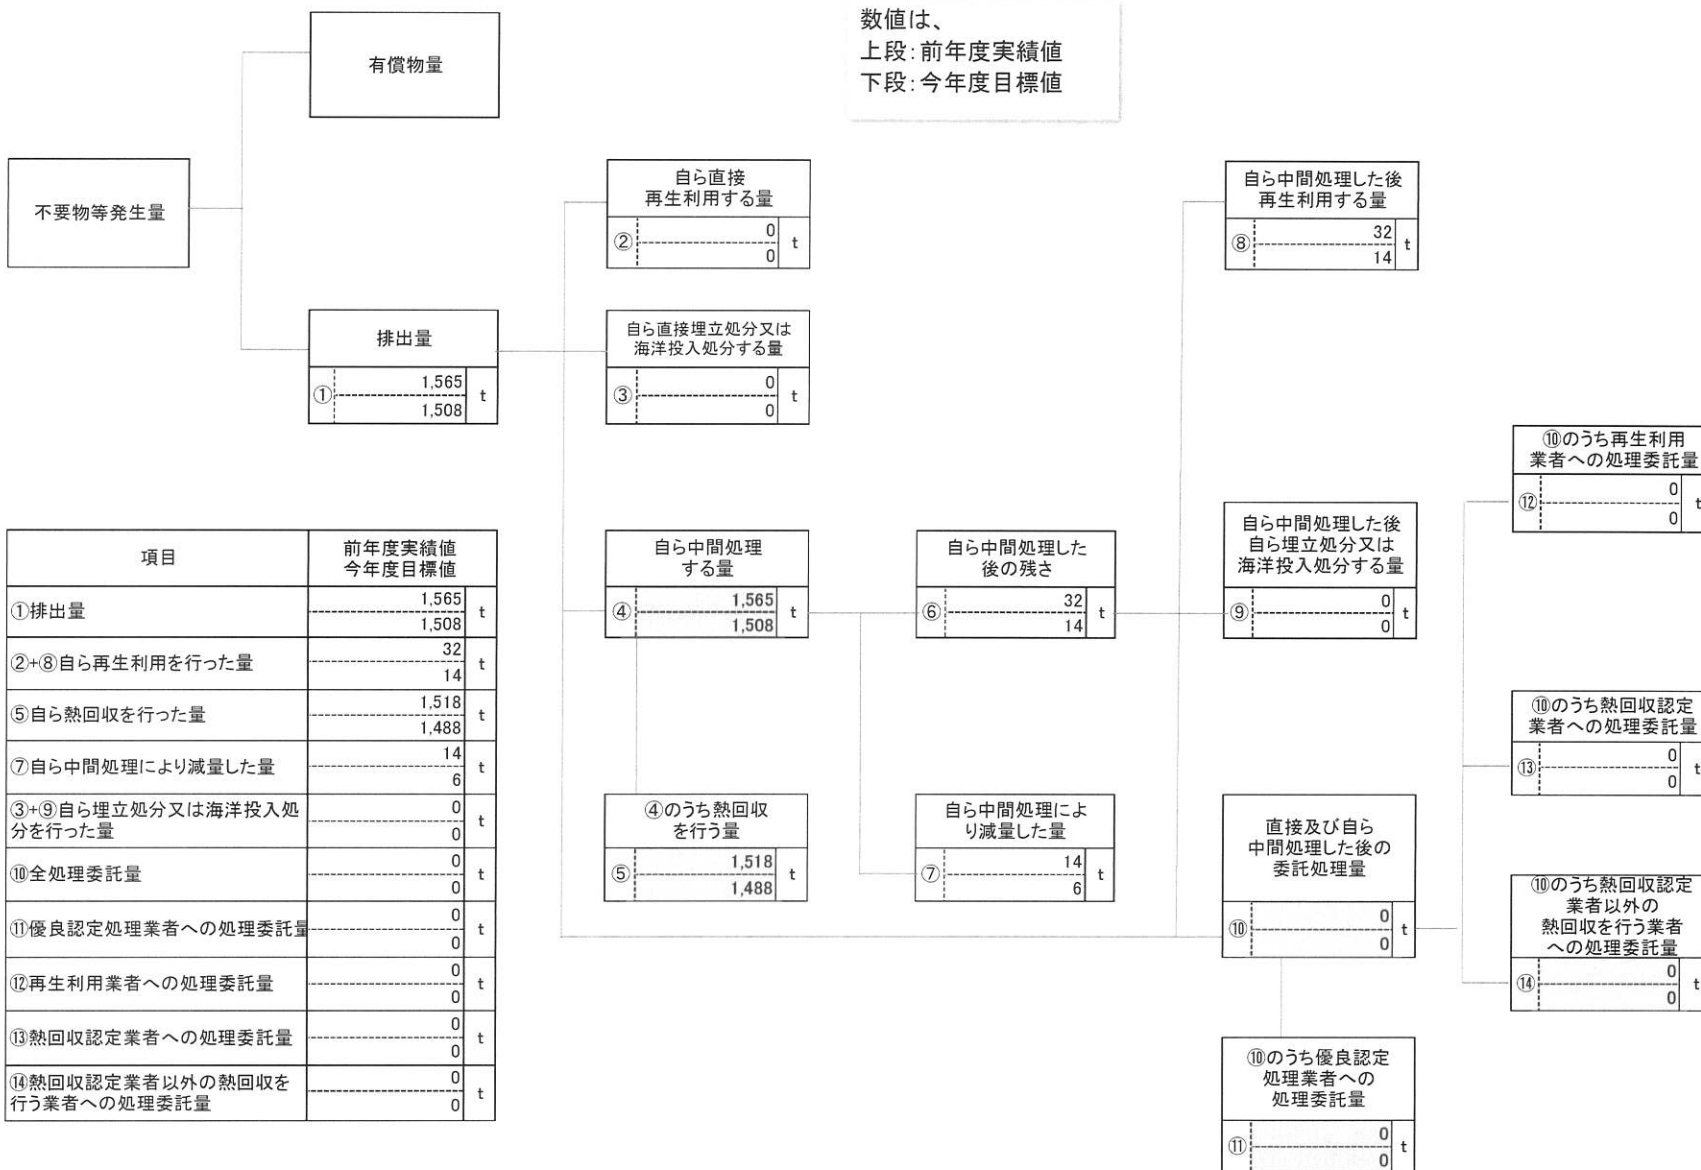 数値は、
上段:前年度実績値
下段:今年度目標値
有償物量
不要物等発生量
排出量
① 1,565 t
1,508
自ら直接
再生利用する量
② 0 t
0
自ら直接埋立処分又は
海洋投入処分する量
③ 0 t
0
自ら中間処理
する量
④ 1,565 t
1,508
④のうち熱回収
を行う量
⑤ 1,518 t
1,488
自ら中間処理した
後の残さ
⑥ 32 t
14
自ら中間処理によ
り減量した量
⑦ 14 t
6
自ら中間処理した後
再生利用する量
⑧ 32 t
14
自ら中間処理した後
自ら埋立処分又は
海洋投入処分する量
⑨ 0 t
0
直接及び自ら
中間処理した後の
委託処理量
⑩ 0 t
0
⑩のうち優良認定
処理業者への
処理委託量
⑪ 0 t
0
⑩のうち再生利用
業者への処理委託量
⑫ 0 t
0
⑩のうち熱回収認定
業者への処理委託量
⑬ 0 t
0
⑩のうち熱回収認定
業者以外の
熱回収を行う業者
への処理委託量
⑭ 0 t
0
項目 前年度実績値
今年度目標値
①排出量 1,565 t
1,508
②+⑧自ら再生利用を行った量 32 t
14
⑤自ら熱回収を行った量 1,518 t
1,488
⑦自ら中間処理により減量した量 14 t
6
③+⑨自ら埋立処分又は海洋投入処 0 t
分を行った量 0
⑩全処理委託量 0 t
0
⑪優良認定処理業者への処理委託量 0 t
0
⑫再生利用業者への処理委託量 0 t
0
⑬熱回収認定業者への処理委託量 0 t
0
⑭熱回収認定業者以外の熱回収を 0 t
行う業者への処理委託量 0